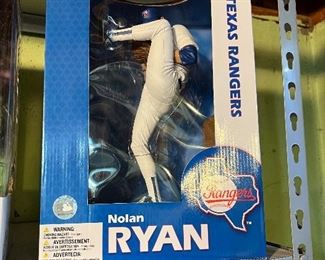 TEXAS RANGERS
Rangers
Nolan
RYAN
WARNING:
AVERTISSEMENT
ADVERTENCIA: